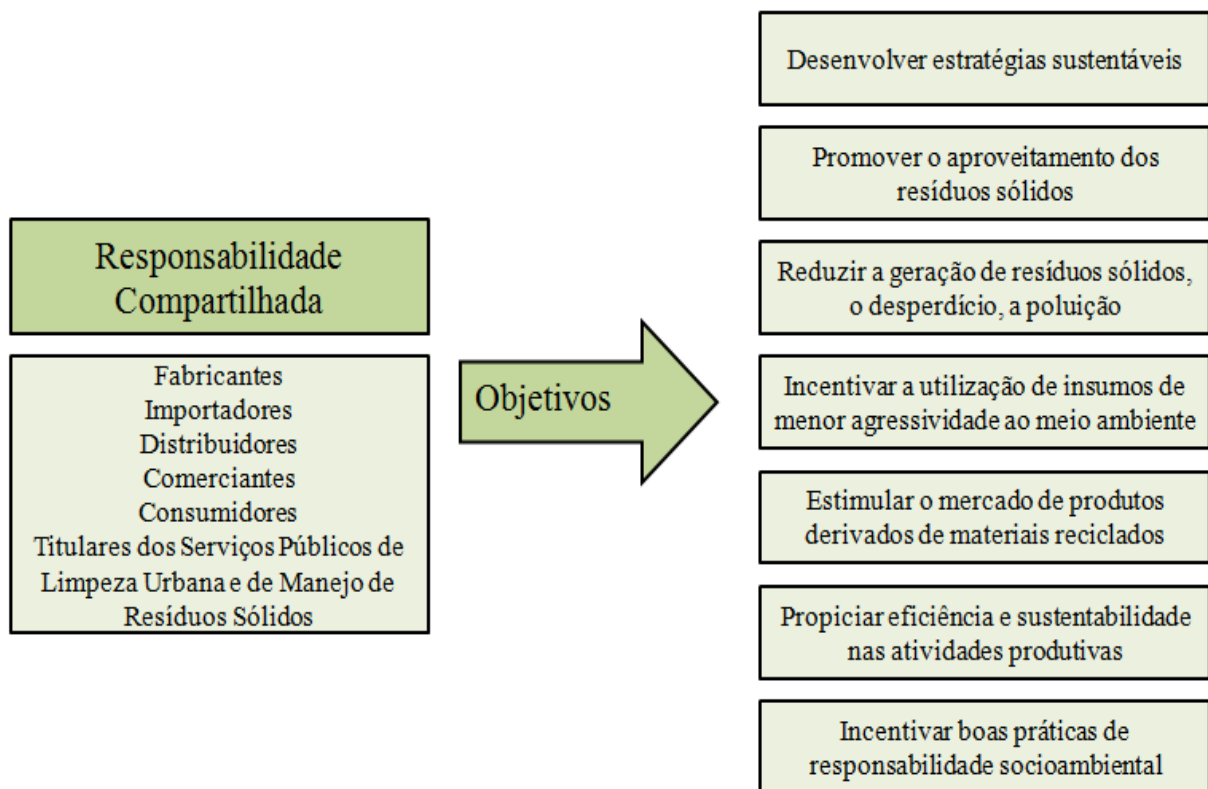 Responsabilidade
Compartilhada
Fabricantes
Importadores
Distribuidores
Comerciantes
Consumidores
Titulares dos Serviços Públicos de
Limpeza Urbana e de Manejo de
Resíduos Sólidos
Objetivos
Desenvolver estratégias sustentáveis
Promover o aproveitamento dos
resíduos sólidos
Reduzir a geração de resíduos sólidos,
o desperdício, a poluição
Incentivar a utilização de insumos de
menor agressividade ao meio ambiente
Estimular o mercado de produtos
derivados de materiais reciclados
Propiciar eficiência e sustentabilidade
nas atividades produtivas
Incentivar boas práticas de
responsabilidade socioambiental